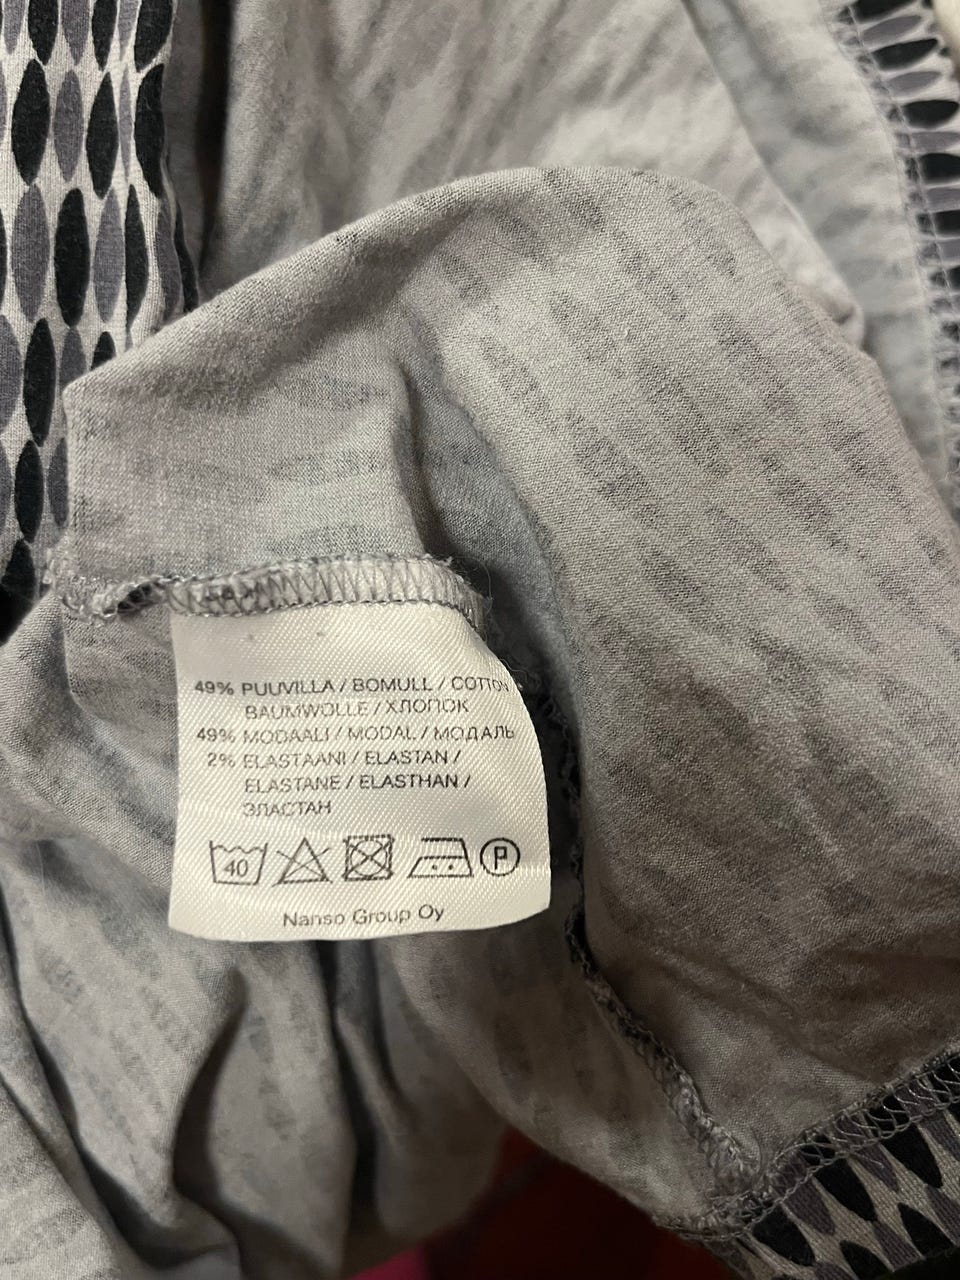 49% PUUVILLA / BOMULL / COTTON
BAUMWOLLE / ХЛОПОК
49% MODAALI / MODAL / МОДАЛЬ
2% ELASTAANI / ELASTAN /
ELASTANE / ELASTHAN /
ЭЛАСТАН
40 P
Nanso Group Oy